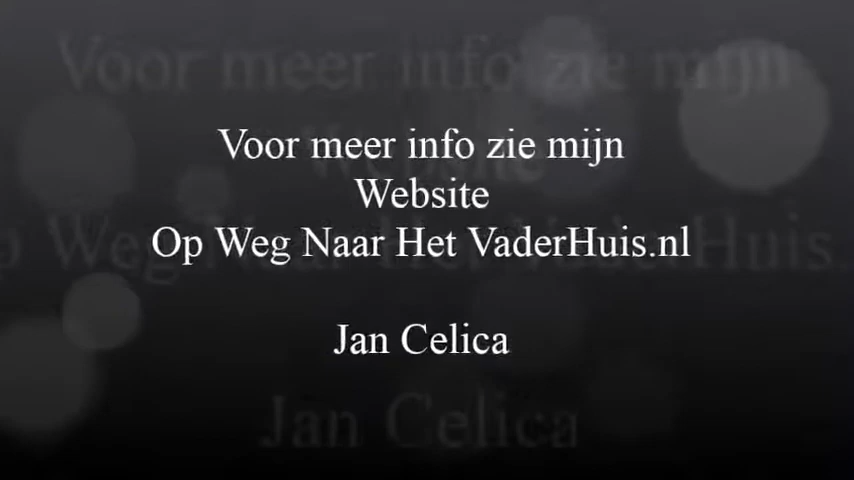 Voor meer info zie mijn
Website
Op Weg Naar Het VaderHuis.nl
Jan Celica